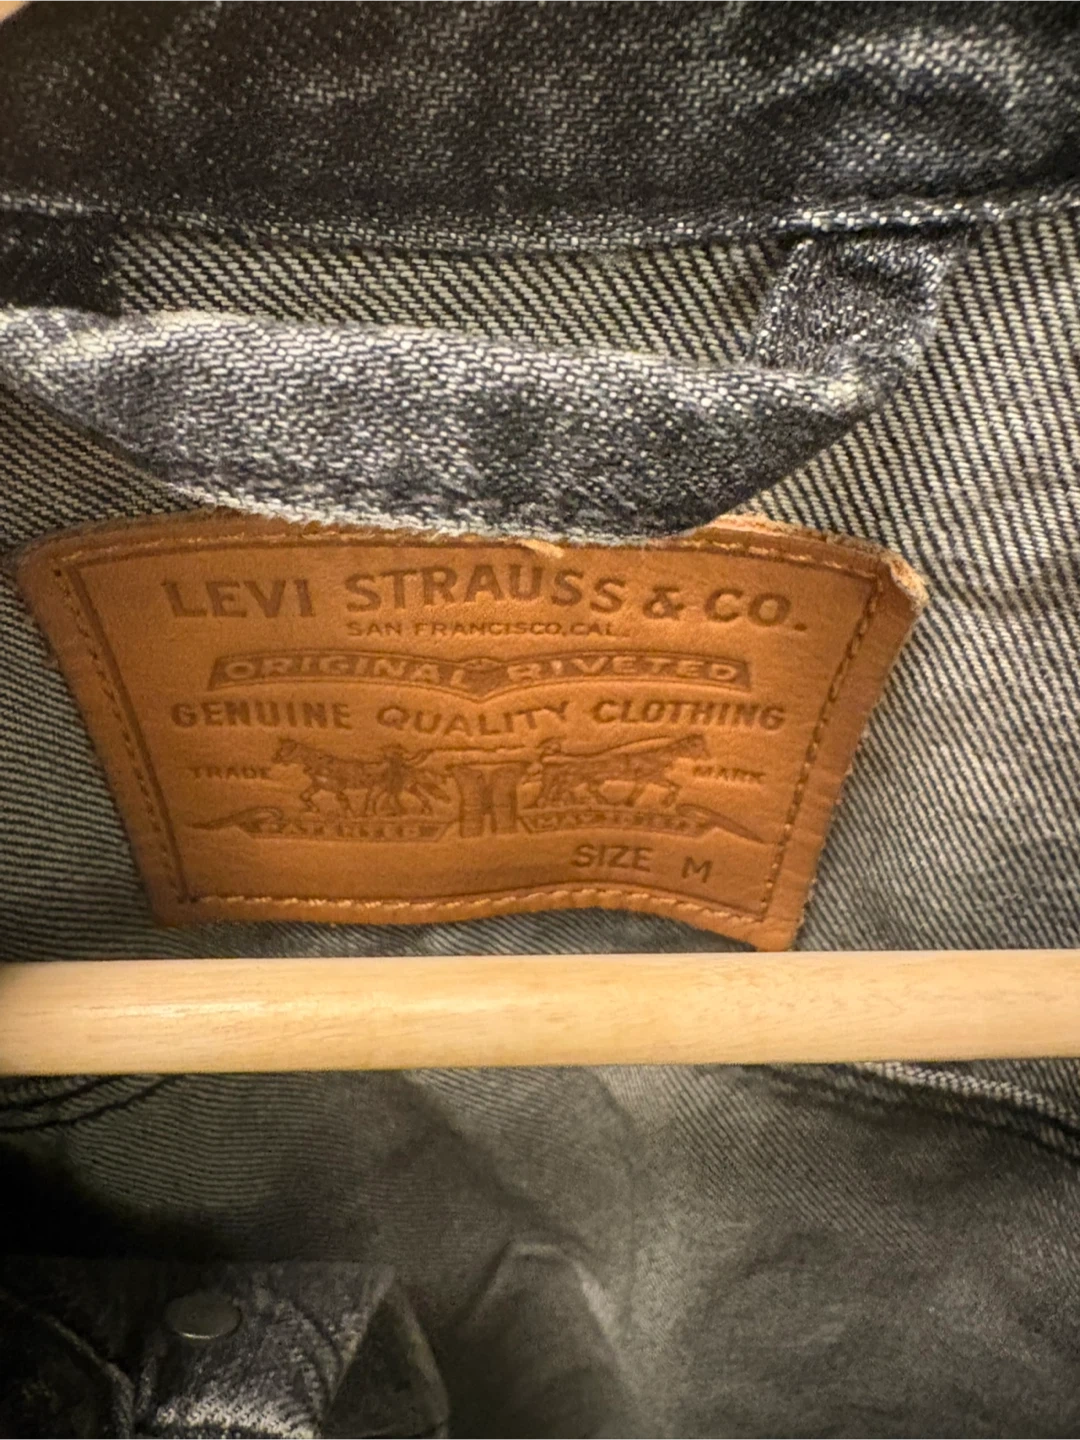 LEVI STRAUSS & CO.
SAN FRANCISCO, CAL.
ORIGINAL RIVETED
GENUINE QUALITY CLOTHING
TRADE MARK
SIZE M